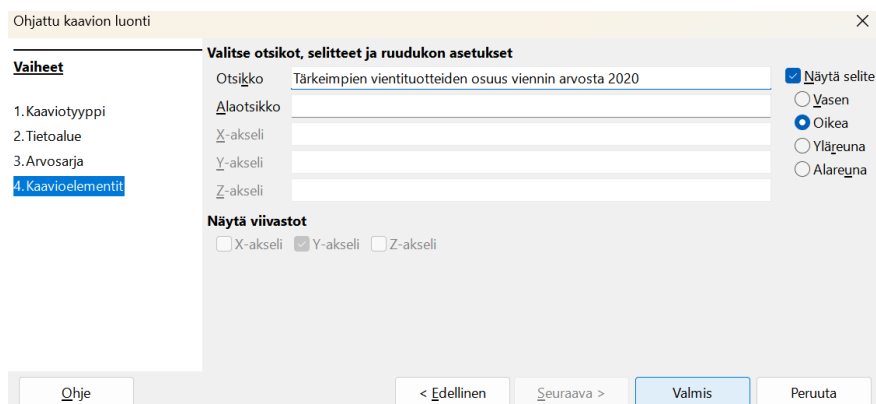 Ohjattu kaavion luonti
Vaiheet
1. Kaaviotyyppi
2. Tietoalue
3. Arvosarja
4. Kaavioelementit
Valitse otsikot, selitteet ja ruudukon asetukset
Otsikko Tärkeimpien vientituotteiden osuus viennin arvosta 2020
Alaotsikko
X-akseli
Y-akseli
Z-akseli
Näytä selite
Vasen
Oikea
Yläreuna
Alareuna
Näytä viivastot
X-akseli Y-akseli Z-akseli
Ohje < Edellinen Seuraava > Valmis Peruuta